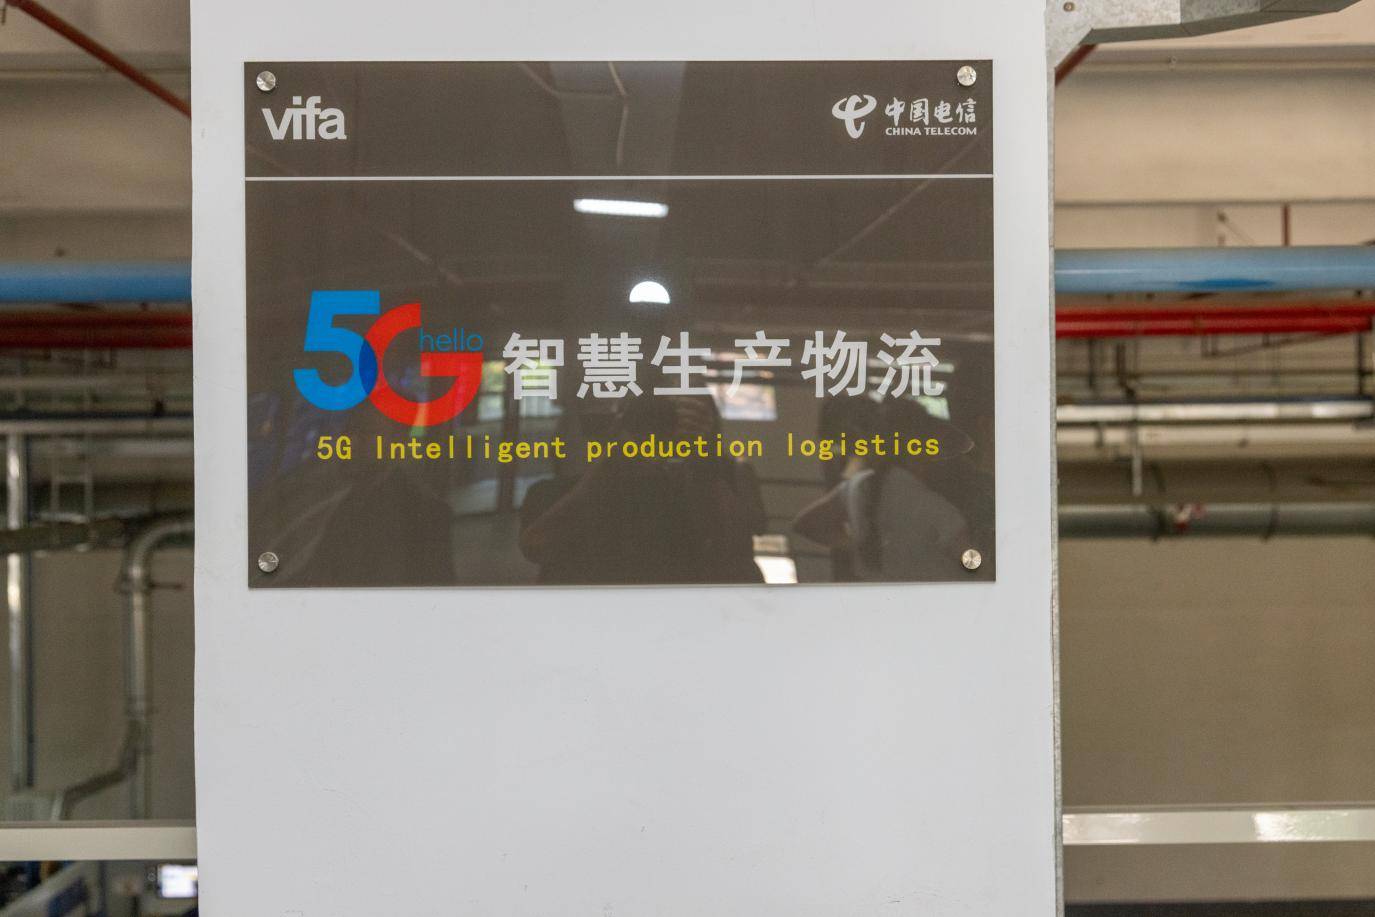 vifa
中国电信
CHINA TELECOM
5G hello 智慧生产物流
5G Intelligent production logistics